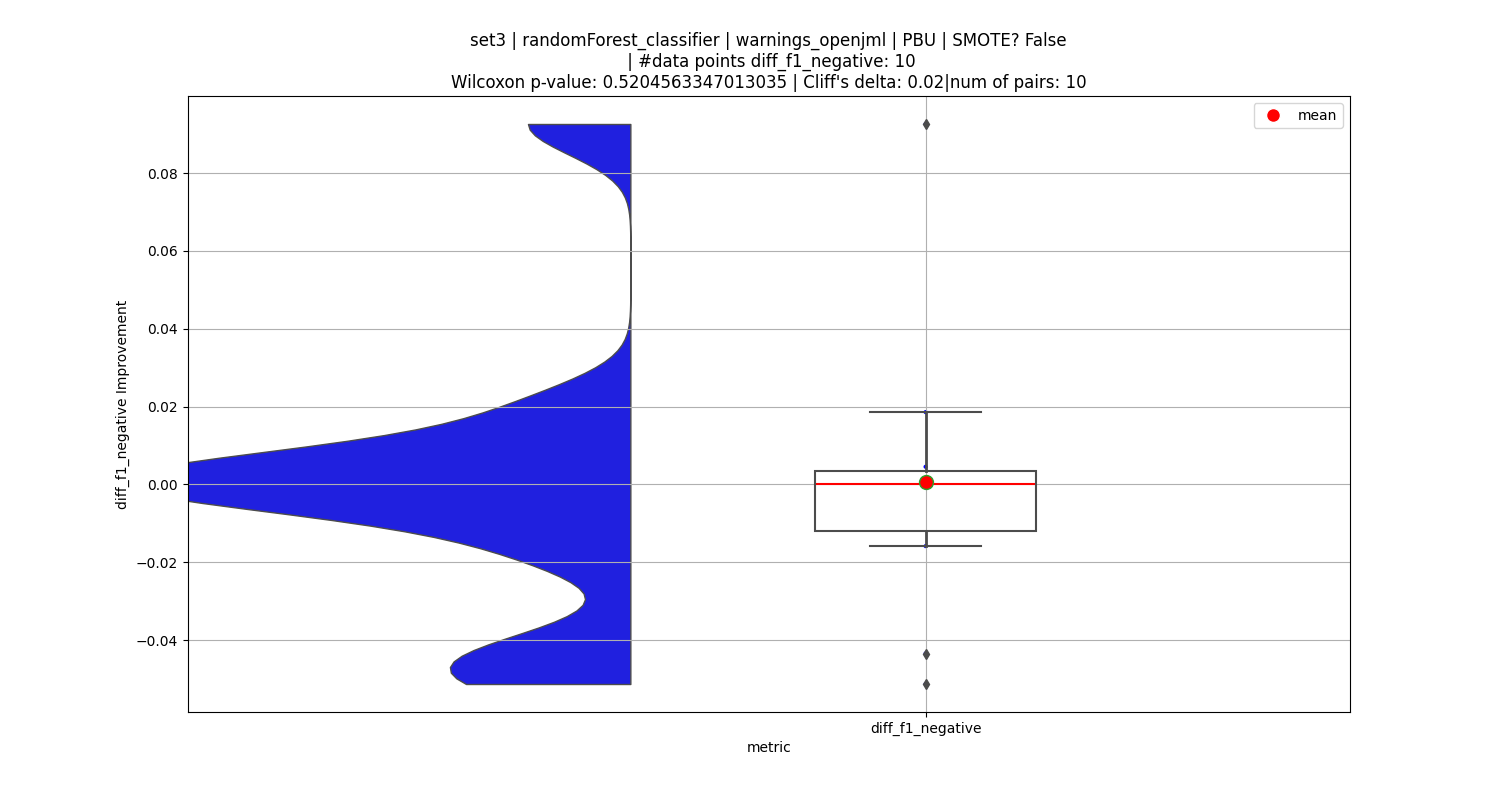 set3 | randomForest_classifier | warnings_openjml | PBU | SMOTE? False
| #data points diff_f1_negative: 10
Wilcoxon p-value: 0.5204563347013035 | Cliff's delta: 0.02|num of pairs: 10
mean
0.08
0.06
0.04
0.02
0.00
−0.02
−0.04
diff_f1_negative Improvement
diff_f1_negative
metric